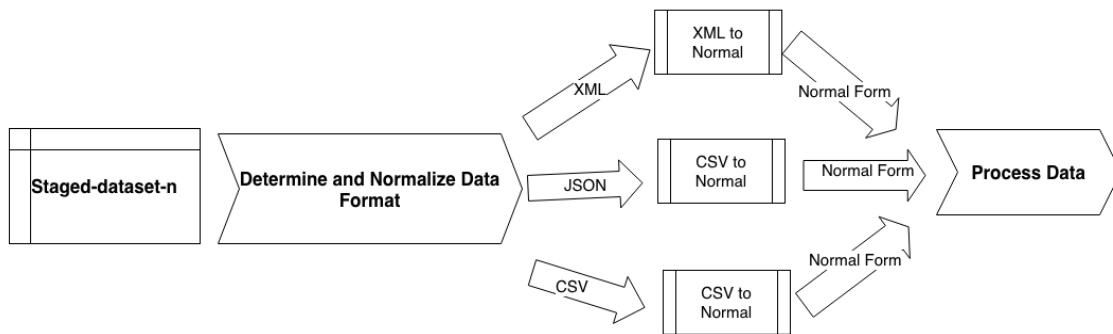 Staged-dataset-n
Determine and Normalize Data
Format
XML
JSON
CSV
XML to
Normal
CSV to
Normal
CSV to
Normal
Normal Form
Normal Form
Normal Form
Process Data